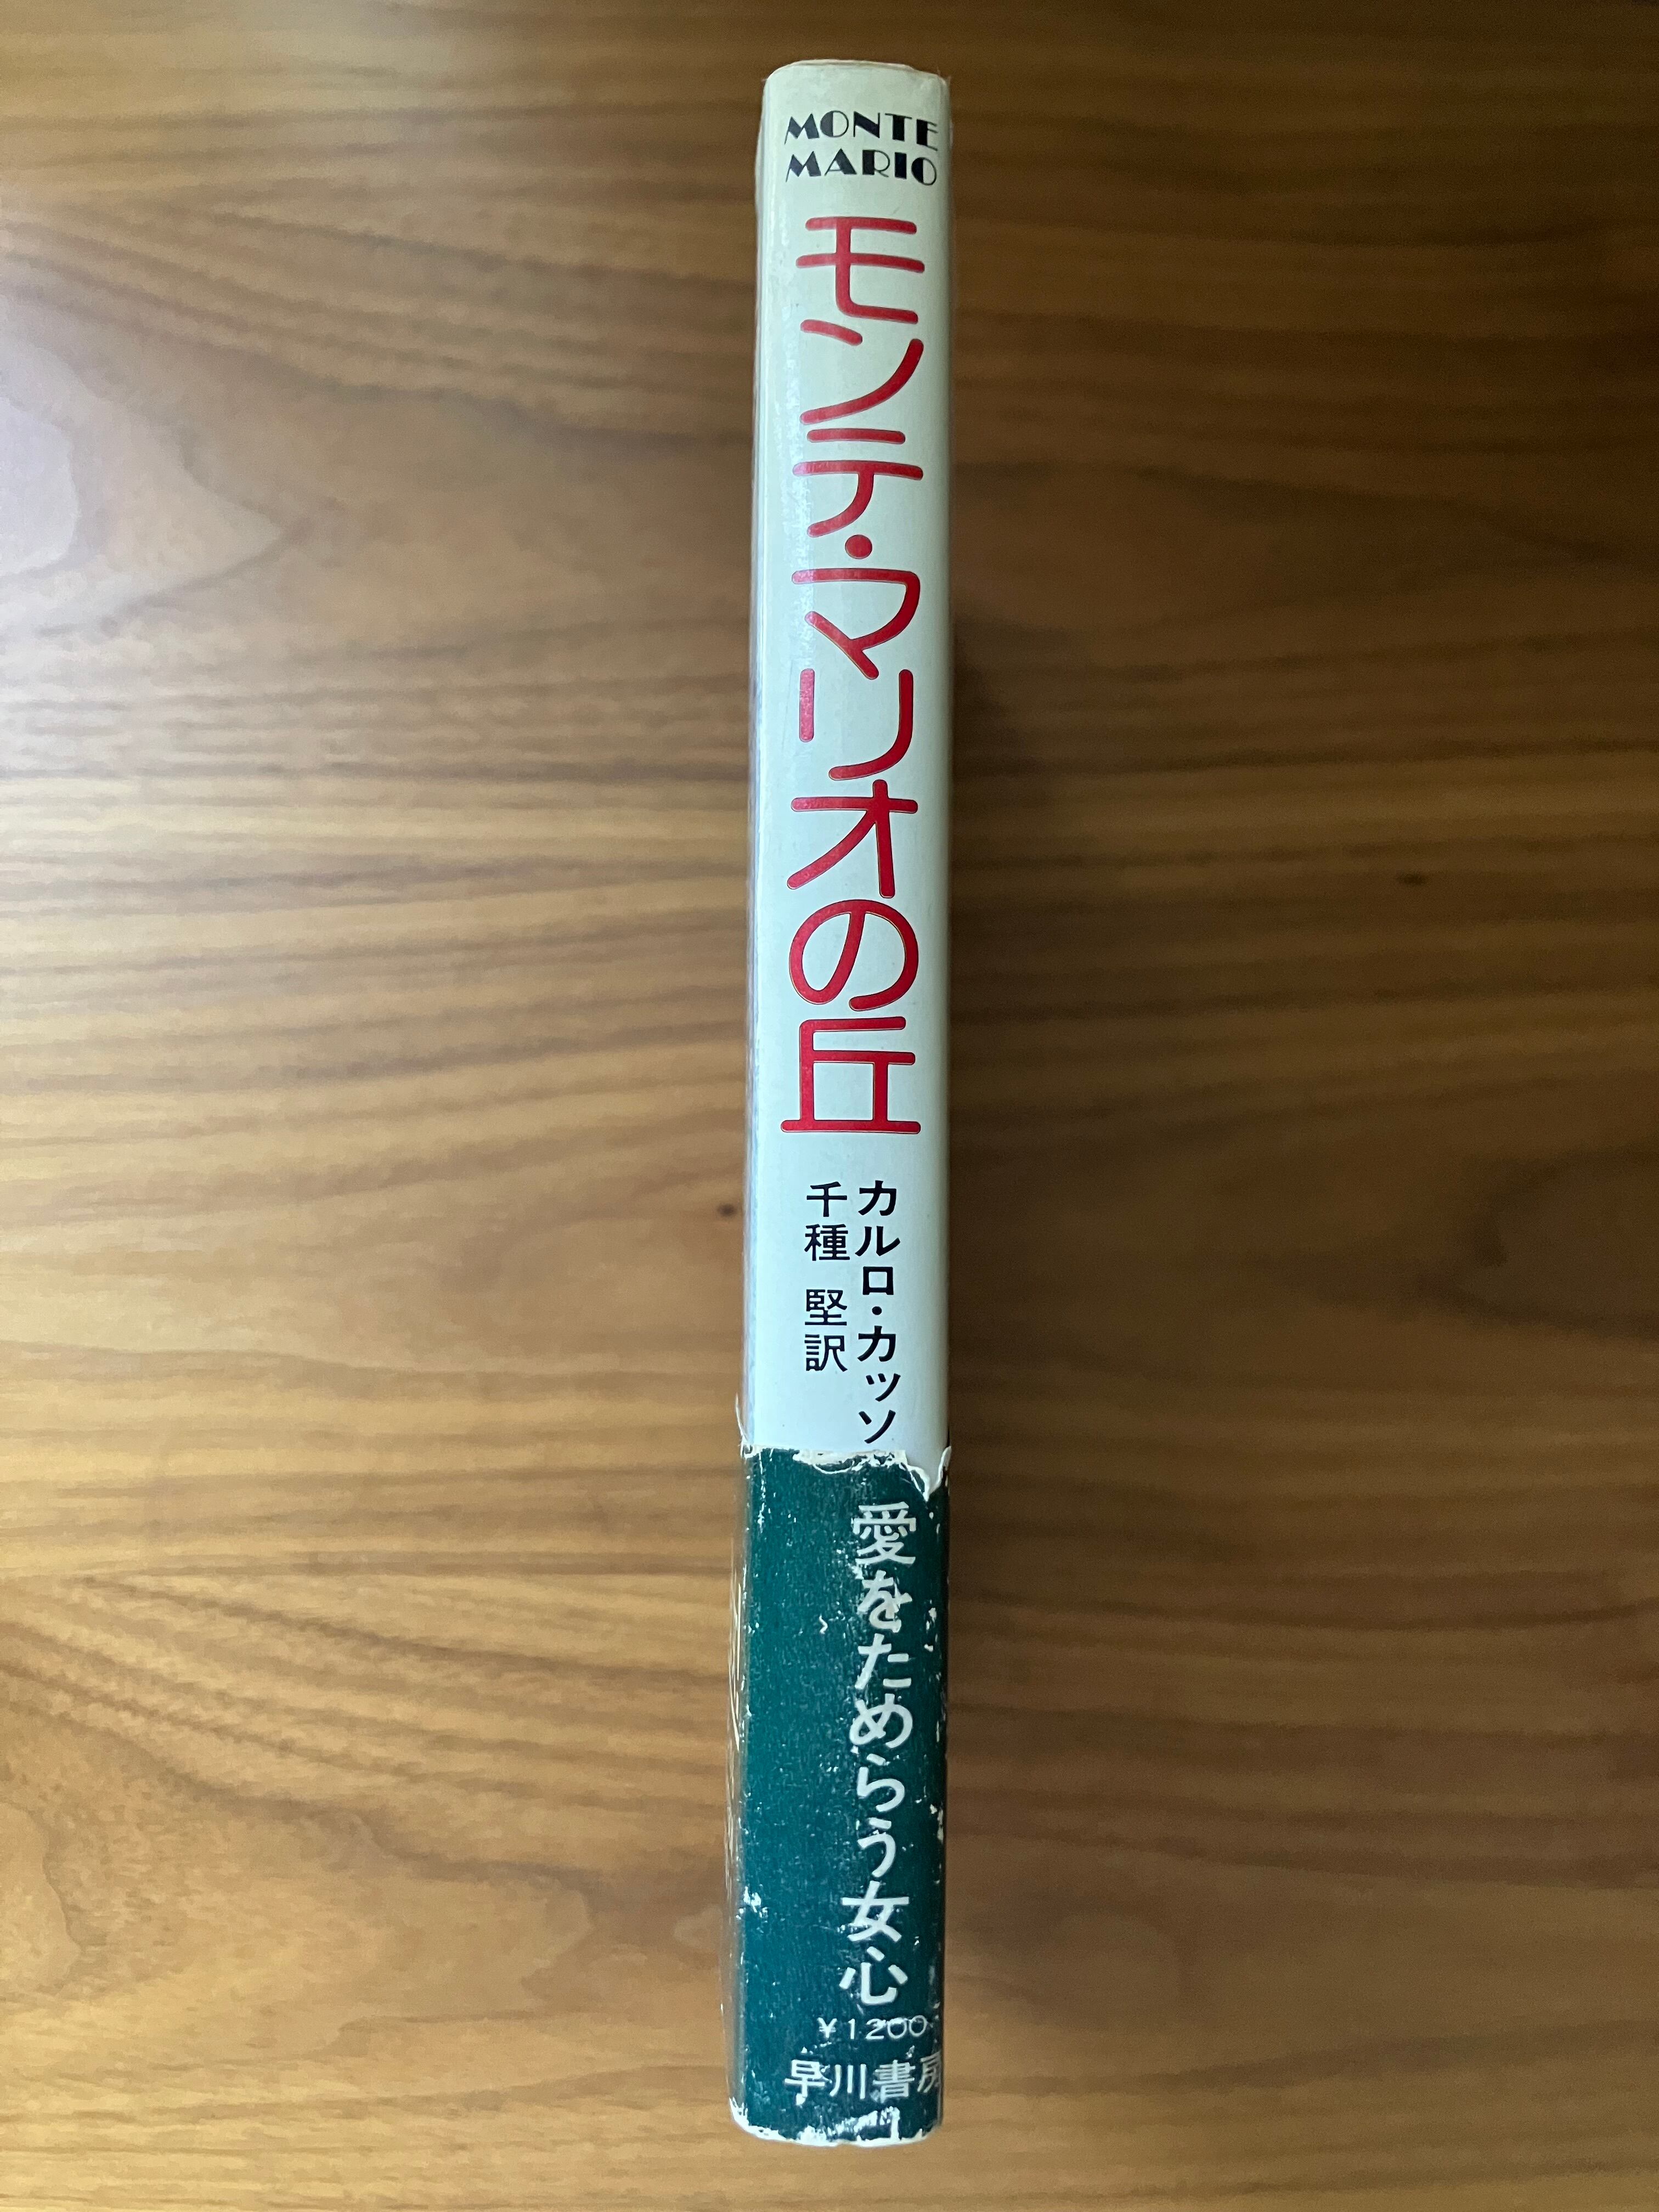 MONTE
MARIO
モンテ・マリオの丘
カルロ・カッソ
千種 堅訳
愛をためらう女心
¥1200
早川書房